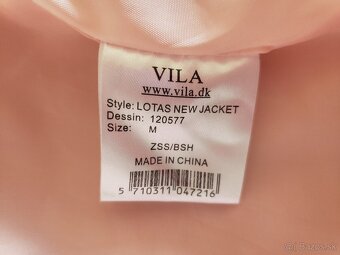 VILA
www.vila.dk
Style: LOTAS NEW JACKET
Dessin: 120577
Size: M
ZSS/BSH
MADE IN CHINA
5 710311 047216